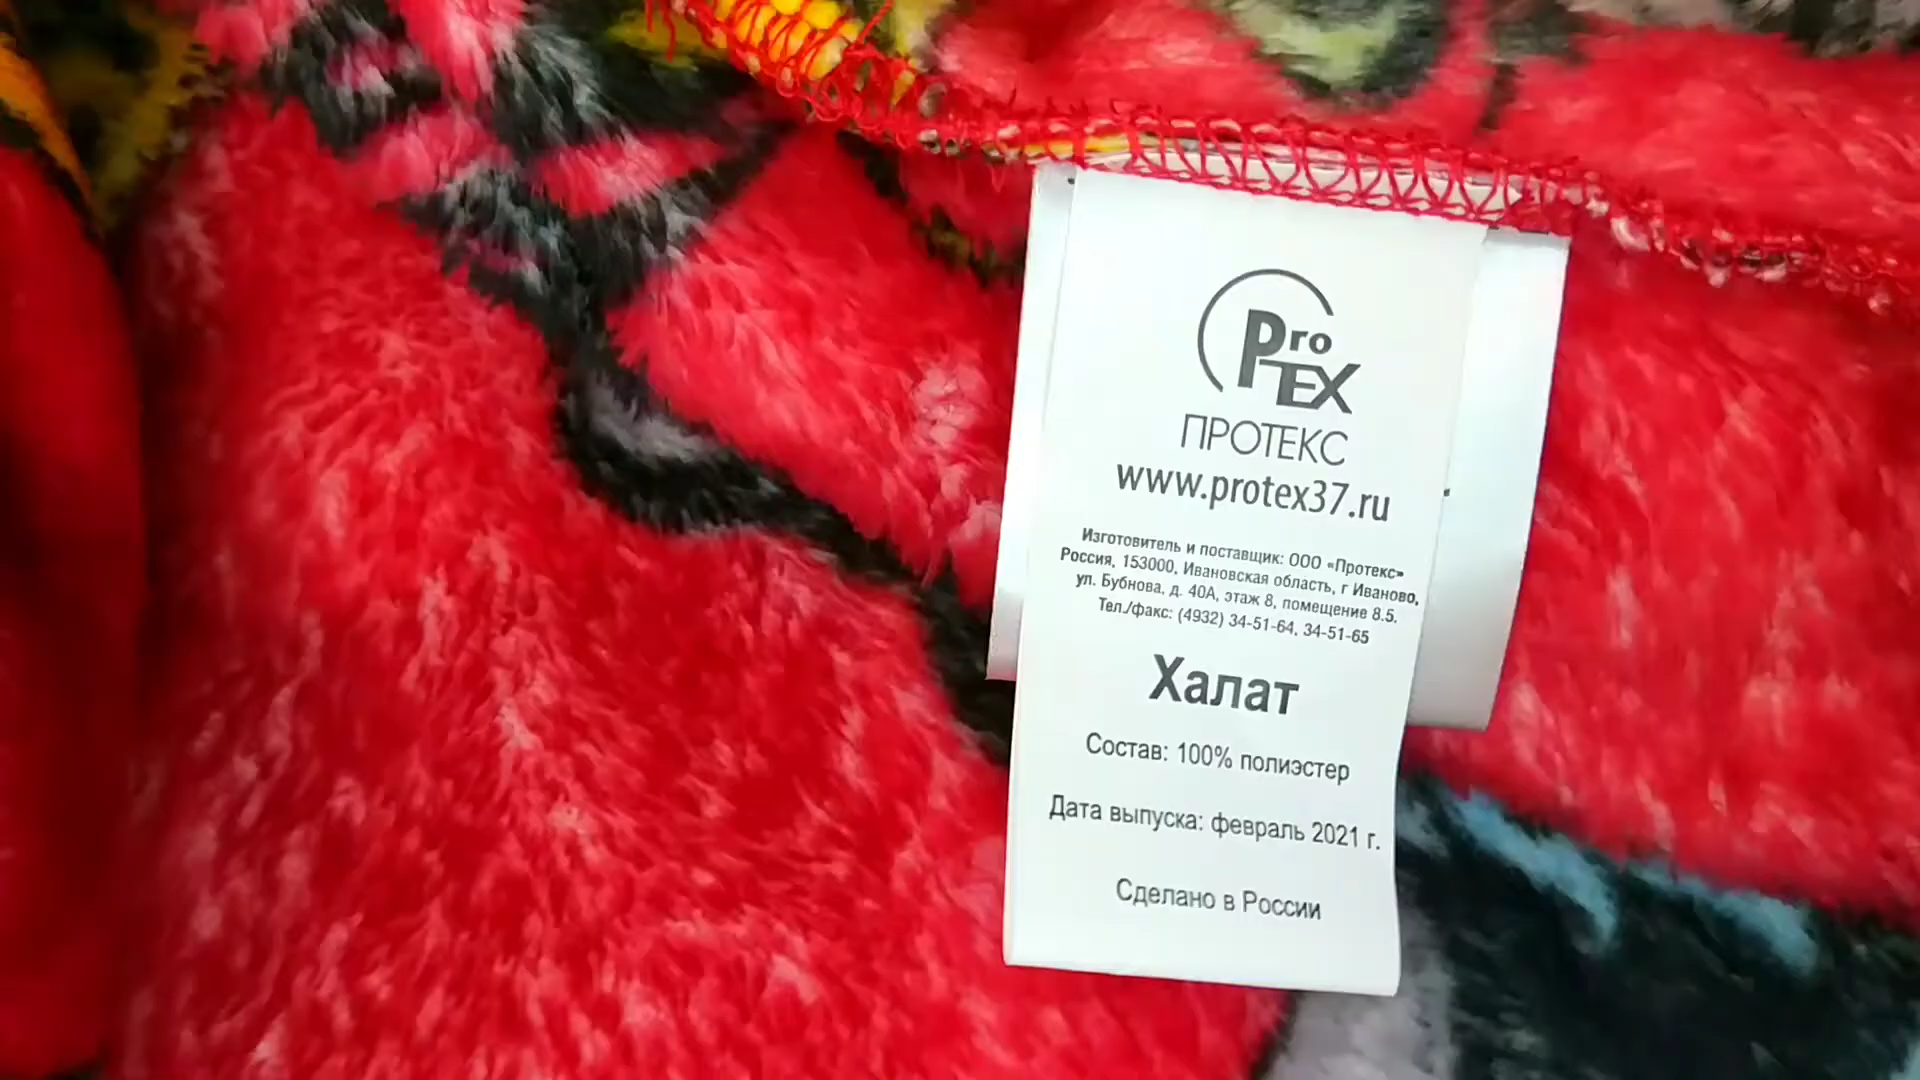 Pro
TEX
ПРОТЕКС
www.protex37.ru
Изготовитель и поставщик: ООО «Протекс»
Россия, 153000, Ивановская область, г Иваново,
ул. Бубнова, д. 40А, этаж 8, помещение 8.5.
Тел./факс: (4932) 34-51-64, 34-51-65
Халат
Состав: 100% полиэстер
Дата выпуска: февраль 2021 г.
Сделано в России